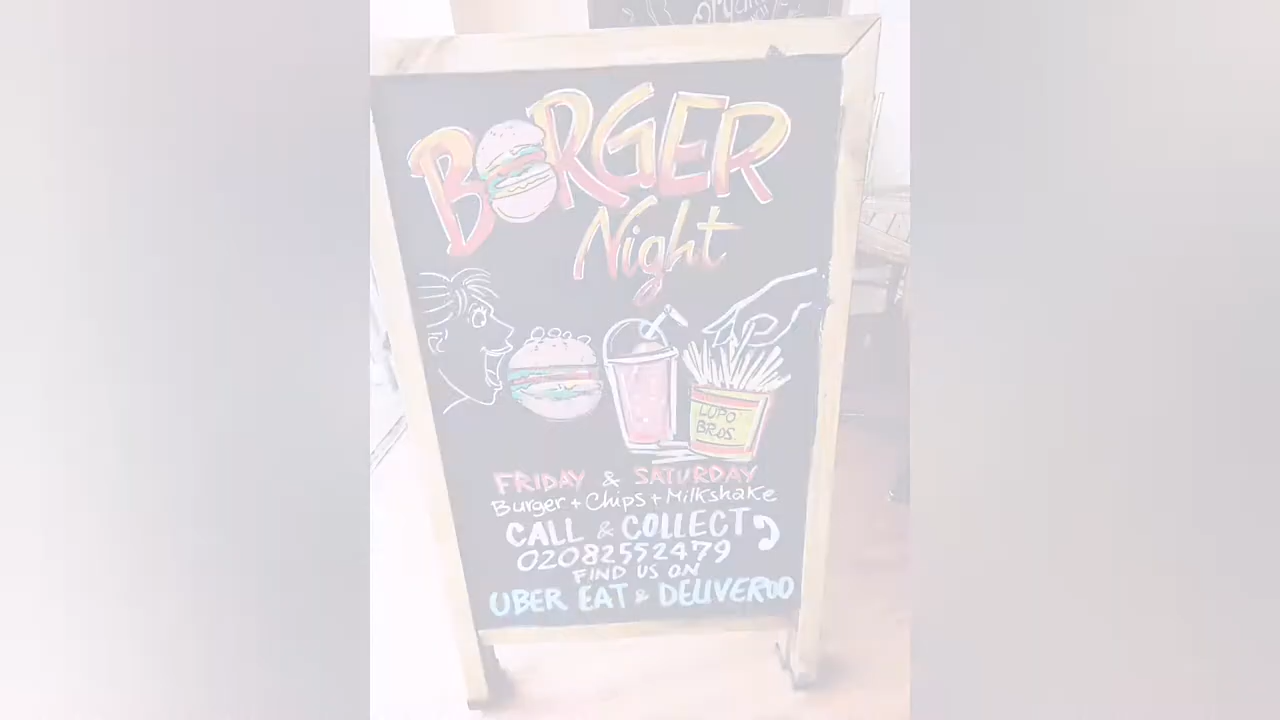 BURGER
Night
LUPO
BROS.
FRIDAY & SATURDAY
Burger + Chips + Milkshake
CALL & COLLECT
02082552479
FIND US ON
UBER EAT & DELIVEROO